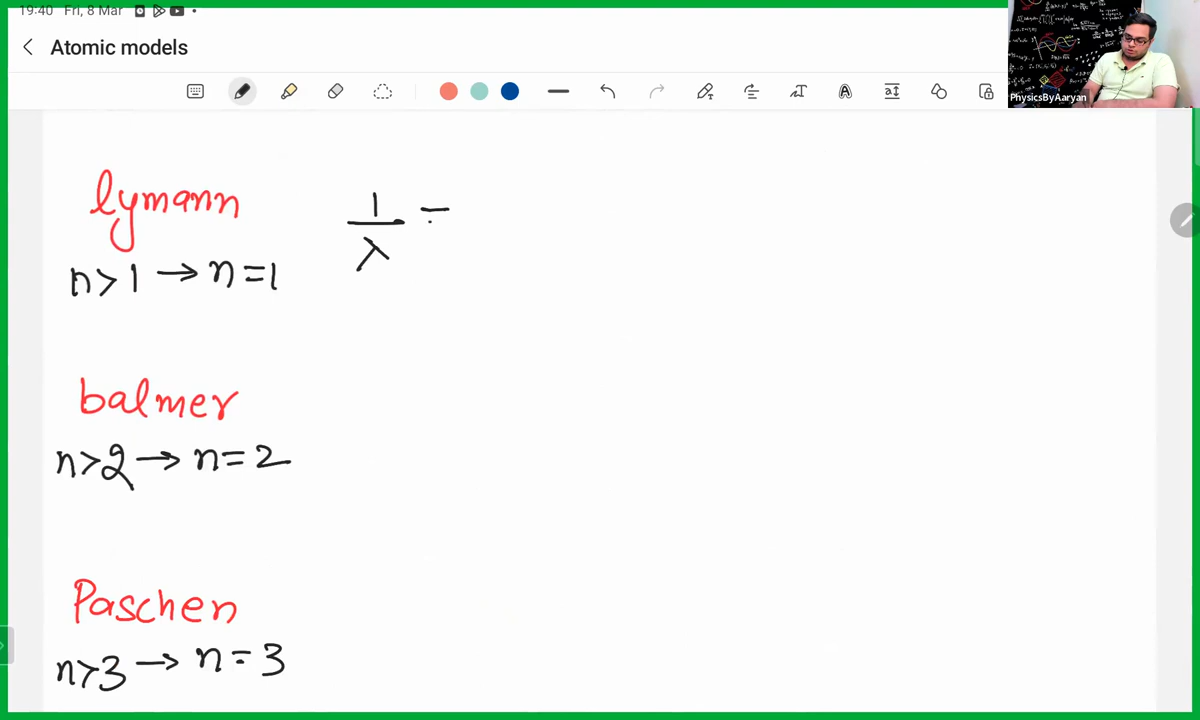 19:40 Fri, 8 Mar
Atomic models
PhysicsByAaryan
lymann
n>1 → n=1
1/λ =
balmer
n>2 → n=2
Paschen
n>3 → n=3